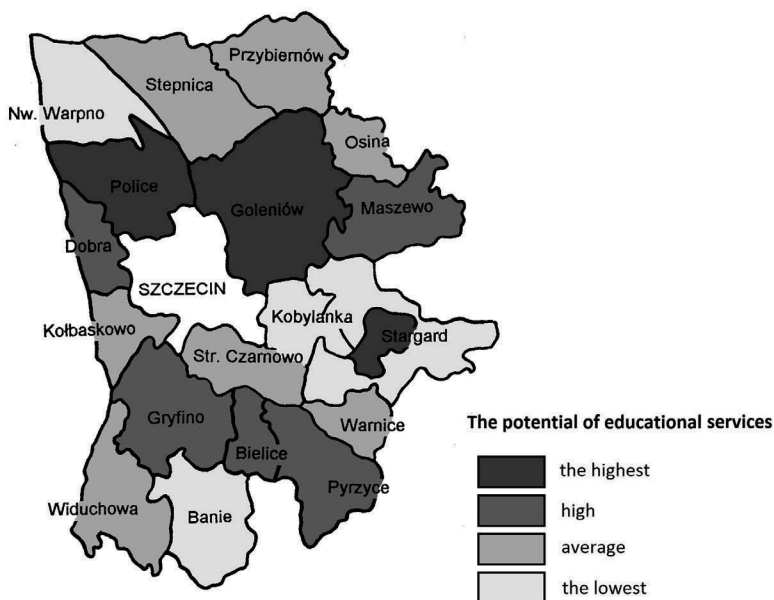 Przybiernów
Stepnica
Nw. Warpno
Osina
Police
Goleniów
Maszewo
Dobra
SZCZECIN
Kobylanka
Kołbaskowo
Stargard
Str. Czarnowo
Gryfino
Warnice
Bielice
Pyrzyce
Widuchowa
Banie
The potential of educational services
the highest
high
average
the lowest